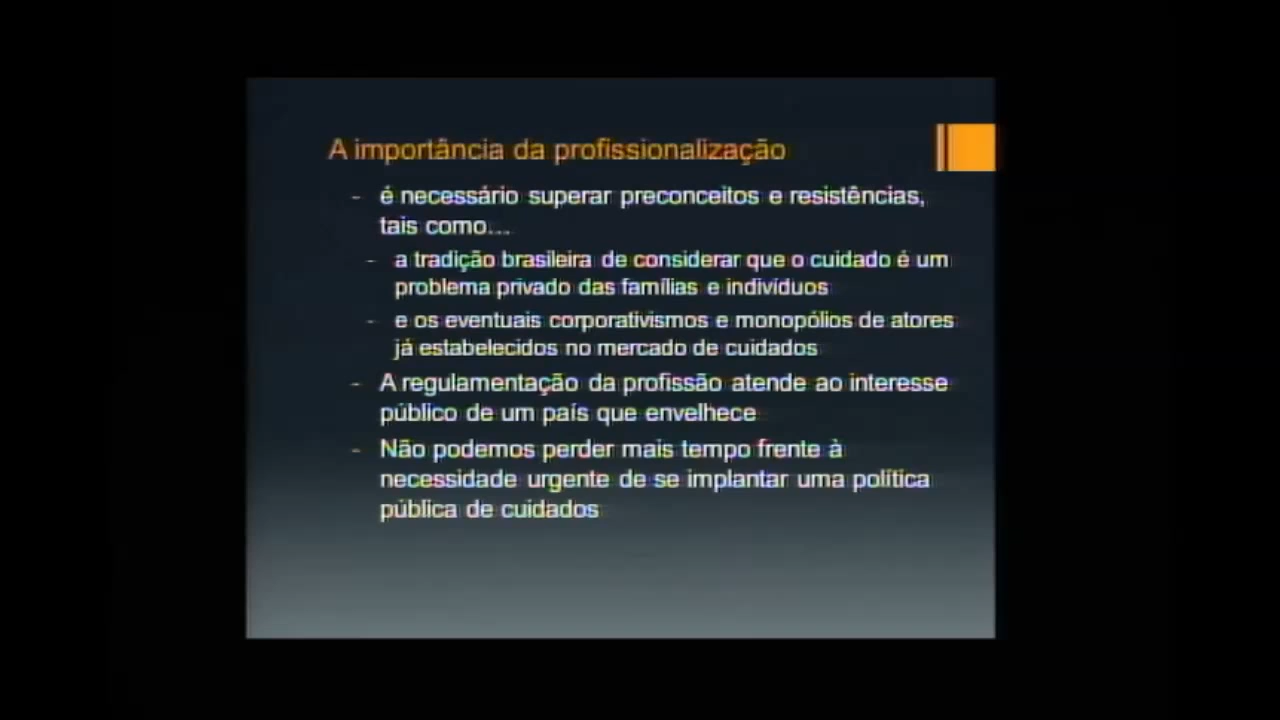 A importância da profissionalização
- é necessário superar preconceitos e resistências,
tais como...
- a tradição brasileira de considerar que o cuidado é um
problema privado das famílias e indivíduos
- e os eventuais corporativismos e monopólios de atores
já estabelecidos no mercado de cuidados
- A regulamentação da profissão atende ao interesse
público de um país que envelhece
- Não podemos perder mais tempo frente à
necessidade urgente de se implantar uma política
pública de cuidados